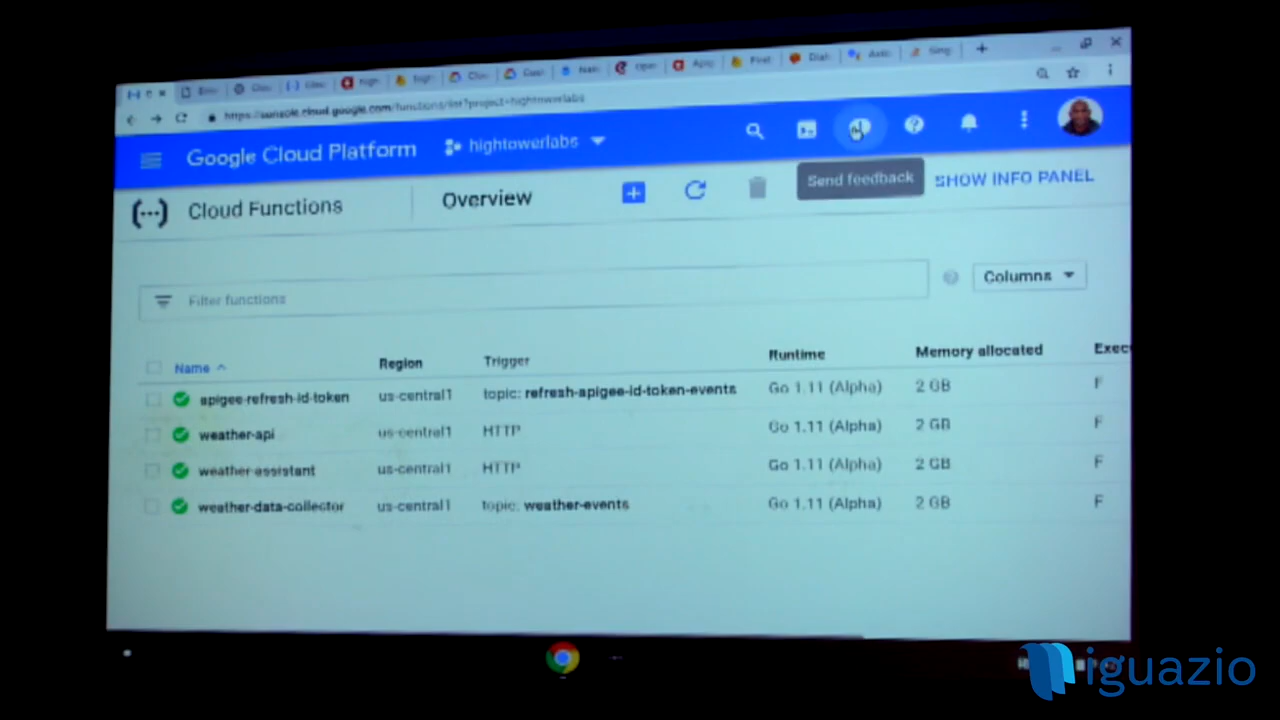 https://console.cloud.google.com/functions/list?project=hightowerlabs
Google Cloud Platform hightowerlabs
Cloud Functions Overview Send feedback SHOW INFO PANEL
Filter functions Columns
Name Region Trigger Runtime Memory allocated Exec
apigee-refresh-id-token us-central1 topic: refresh-apigee-id-token-events Go 1.11 (Alpha) 2 GB F
weather-api us-central1 HTTP Go 1.11 (Alpha) 2 GB F
weather-assistant us-central1 HTTP Go 1.11 (Alpha) 2 GB F
weather-data-collector us-central1 topic: weather-events Go 1.11 (Alpha) 2 GB F
iguazio